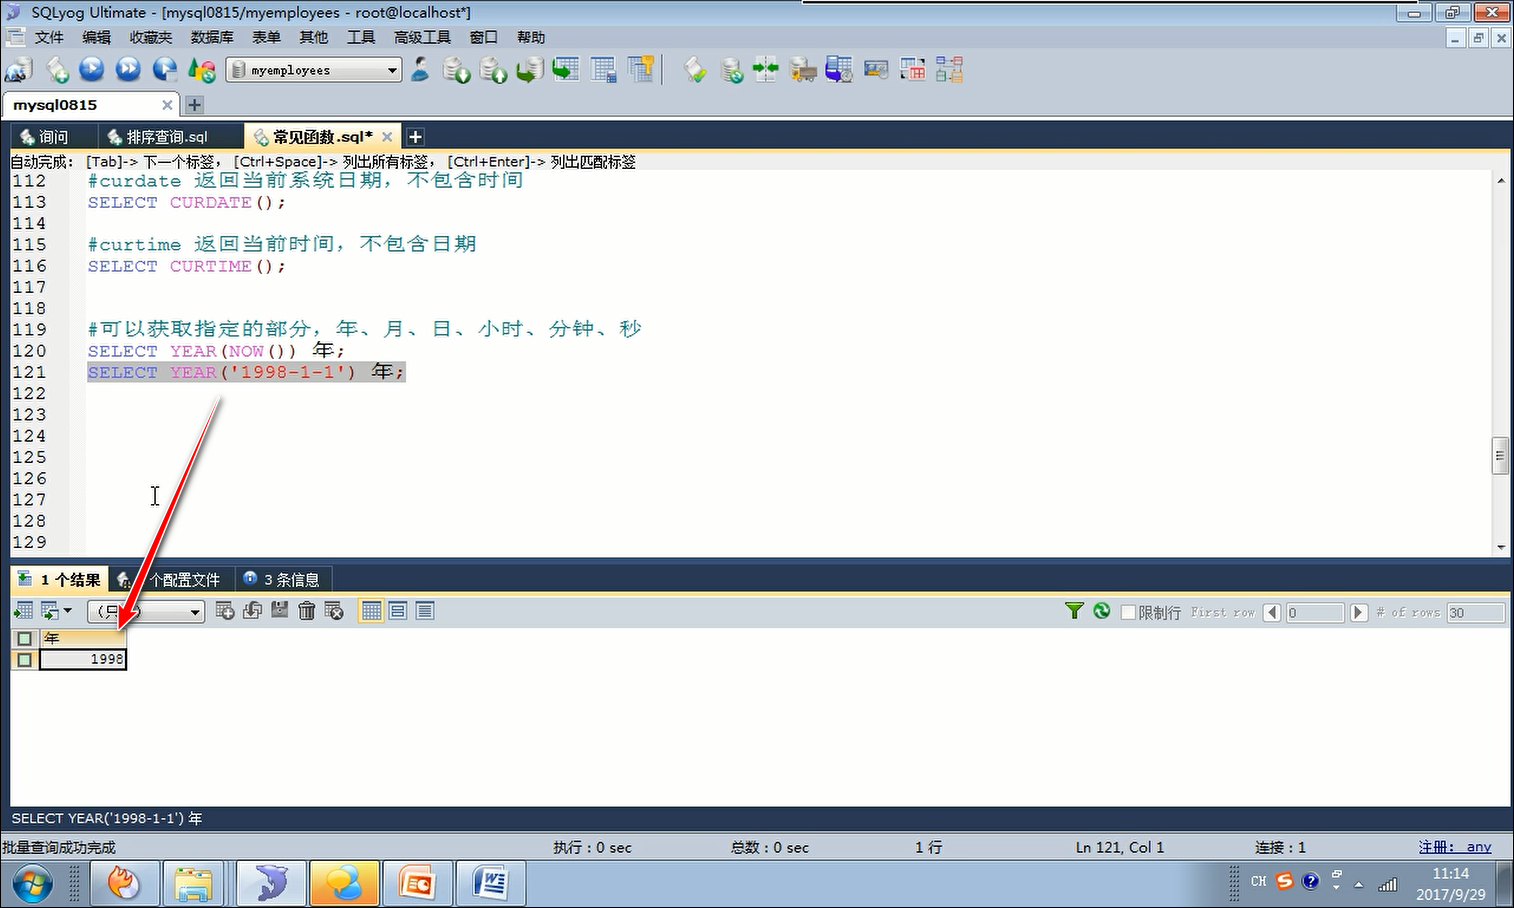 SQLyog Ultimate - [mysql0815/myemployees - root@localhost*]
文件 编辑 收藏夹 数据库 表单 其他 工具 高级工具 窗口 帮助
myemployees
mysql0815
询问 排序查询.sql 常见函数.sql*
自动完成: [Tab]-> 下一个标签, [Ctrl+Space]-> 列出所有标签, [Ctrl+Enter]-> 列出匹配标签
112 #curdate 返回当前系统日期，不包含时间
113 SELECT CURDATE();
114
115 #curtime 返回当前时间，不包含日期
116 SELECT CURTIME();
117
118
119 #可以获取指定的部分，年、月、日、小时、分钟、秒
120 SELECT YEAR(NOW()) 年;
121 SELECT YEAR('1998-1-1') 年;
122
123
124
125
126
127
128
129
1 个结果 个配置文件 3 条信息
限制行 First row 0 # of rows 30
年
1998
SELECT YEAR('1998-1-1') 年
批量查询成功完成 执行：0 sec 总数：0 sec 1 行 Ln 121, Col 1 连接：1 注册: any
CH 11:14
2017/9/29